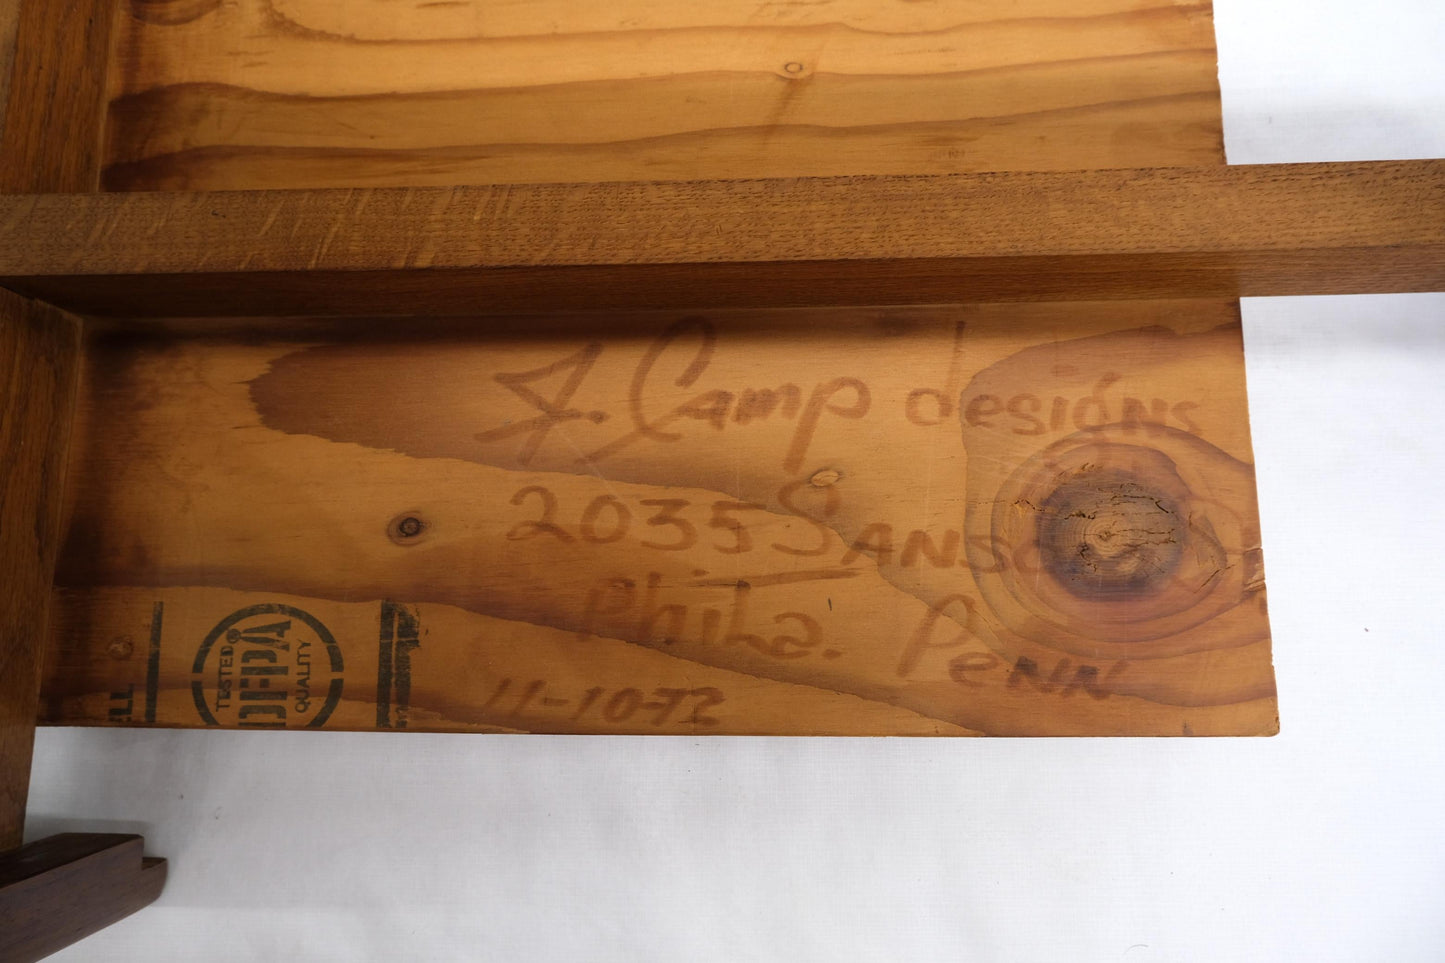 J. Camp designs
2035 Sansom
Phila. Penn
11-10-72
TESTED
DFPA
QUALITY